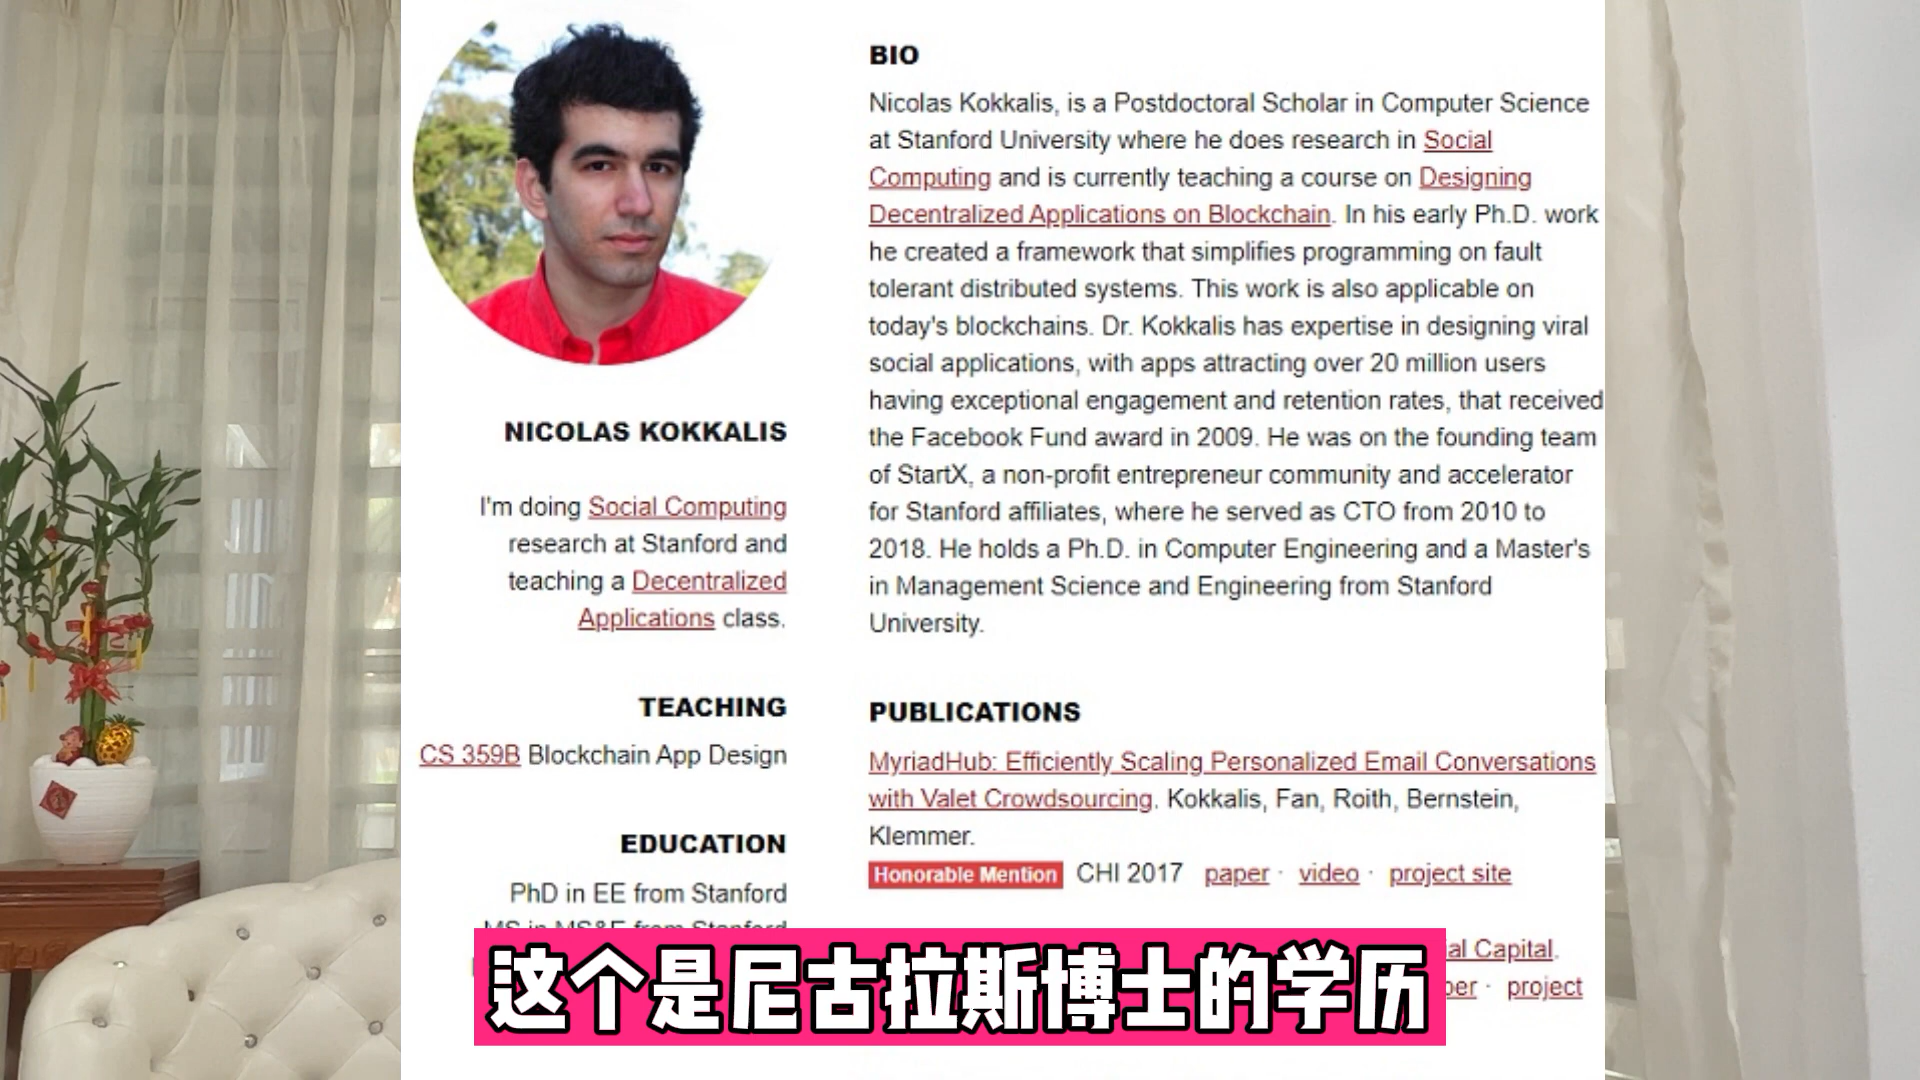 NICOLAS KOKKALIS
I'm doing Social Computing
research at Stanford and
teaching a Decentralized
Applications class.
TEACHING
CS 359B Blockchain App Design
EDUCATION
PhD in EE from Stanford
MS in MS&E from Stanford
BIO
Nicolas Kokkalis, is a Postdoctoral Scholar in Computer Science
at Stanford University where he does research in Social
Computing and is currently teaching a course on Designing
Decentralized Applications on Blockchain. In his early Ph.D. work
he created a framework that simplifies programming on fault
tolerant distributed systems. This work is also applicable on
today's blockchains. Dr. Kokkalis has expertise in designing viral
social applications, with apps attracting over 20 million users
having exceptional engagement and retention rates, that received
the Facebook Fund award in 2009. He was on the founding team
of StartX, a non-profit entrepreneur community and accelerator
for Stanford affiliates, where he served as CTO from 2010 to
2018. He holds a Ph.D. in Computer Engineering and a Master's
in Management Science and Engineering from Stanford
University.
PUBLICATIONS
MyriadHub: Efficiently Scaling Personalized Email Conversations
with Valet Crowdsourcing. Kokkalis, Fan, Roith, Bernstein,
Klemmer.
Honorable Mention CHI 2017 paper · video · project site
al Capital.
per · project
这个是尼古拉斯博士的学历